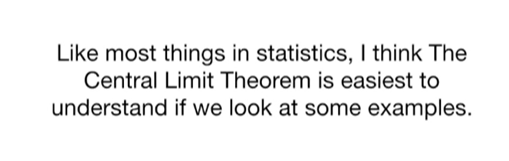 Like most things in statistics, I think The
Central Limit Theorem is easiest to
understand if we look at some examples.